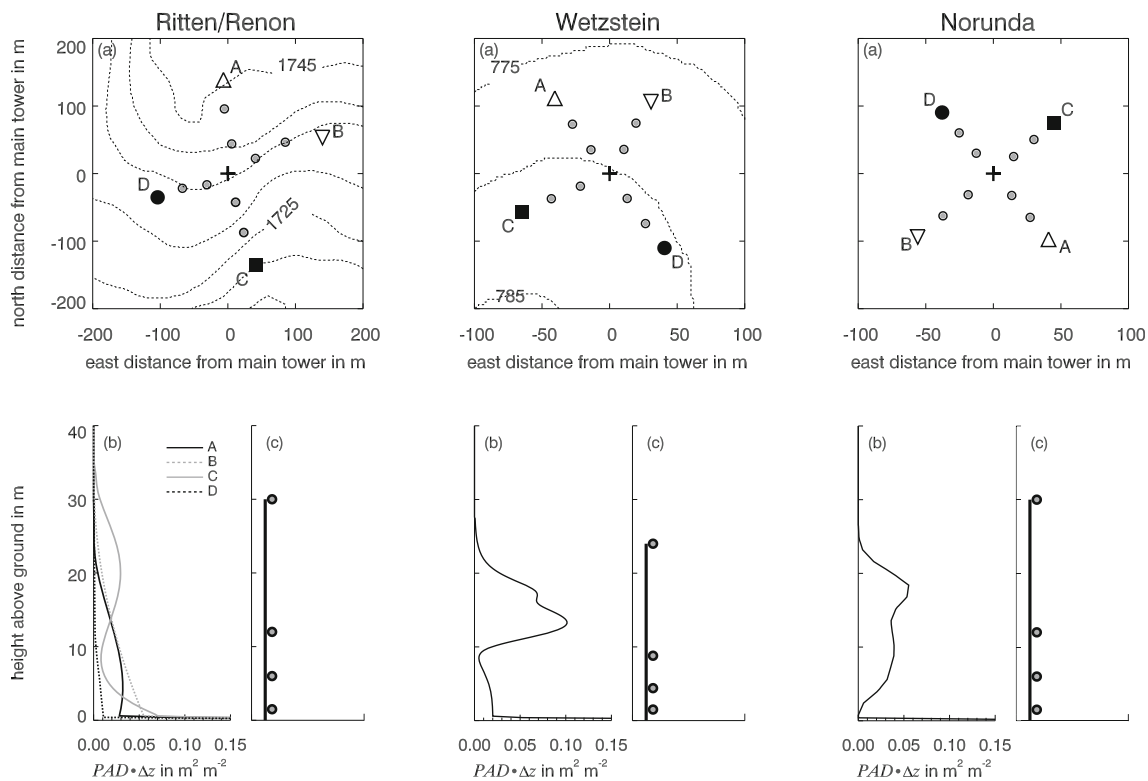 Ritten/Renon
Wetzstein
Norunda
north distance from main tower in m
200
100
0
-100
-200
(a)
A
B
C
D
1745
1725
-200
-100
0
100
200
east distance from main tower in m
(a)
775
785
A
B
C
D
-100
-50
0
50
100
east distance from main tower in m
(a)
D
C
B
A
-100
-50
0
50
100
east distance from main tower in m
height above ground in m
40
30
20
10
0
(b)
A
B
C
D
(c)
0.00 0.05 0.10 0.15
PAD•Δz in m² m⁻²
(b)
(c)
0.00 0.05 0.10 0.15
PAD•Δz in m² m⁻²
(b)
(c)
0.00 0.05 0.10 0.15
PAD•Δz in m² m⁻²